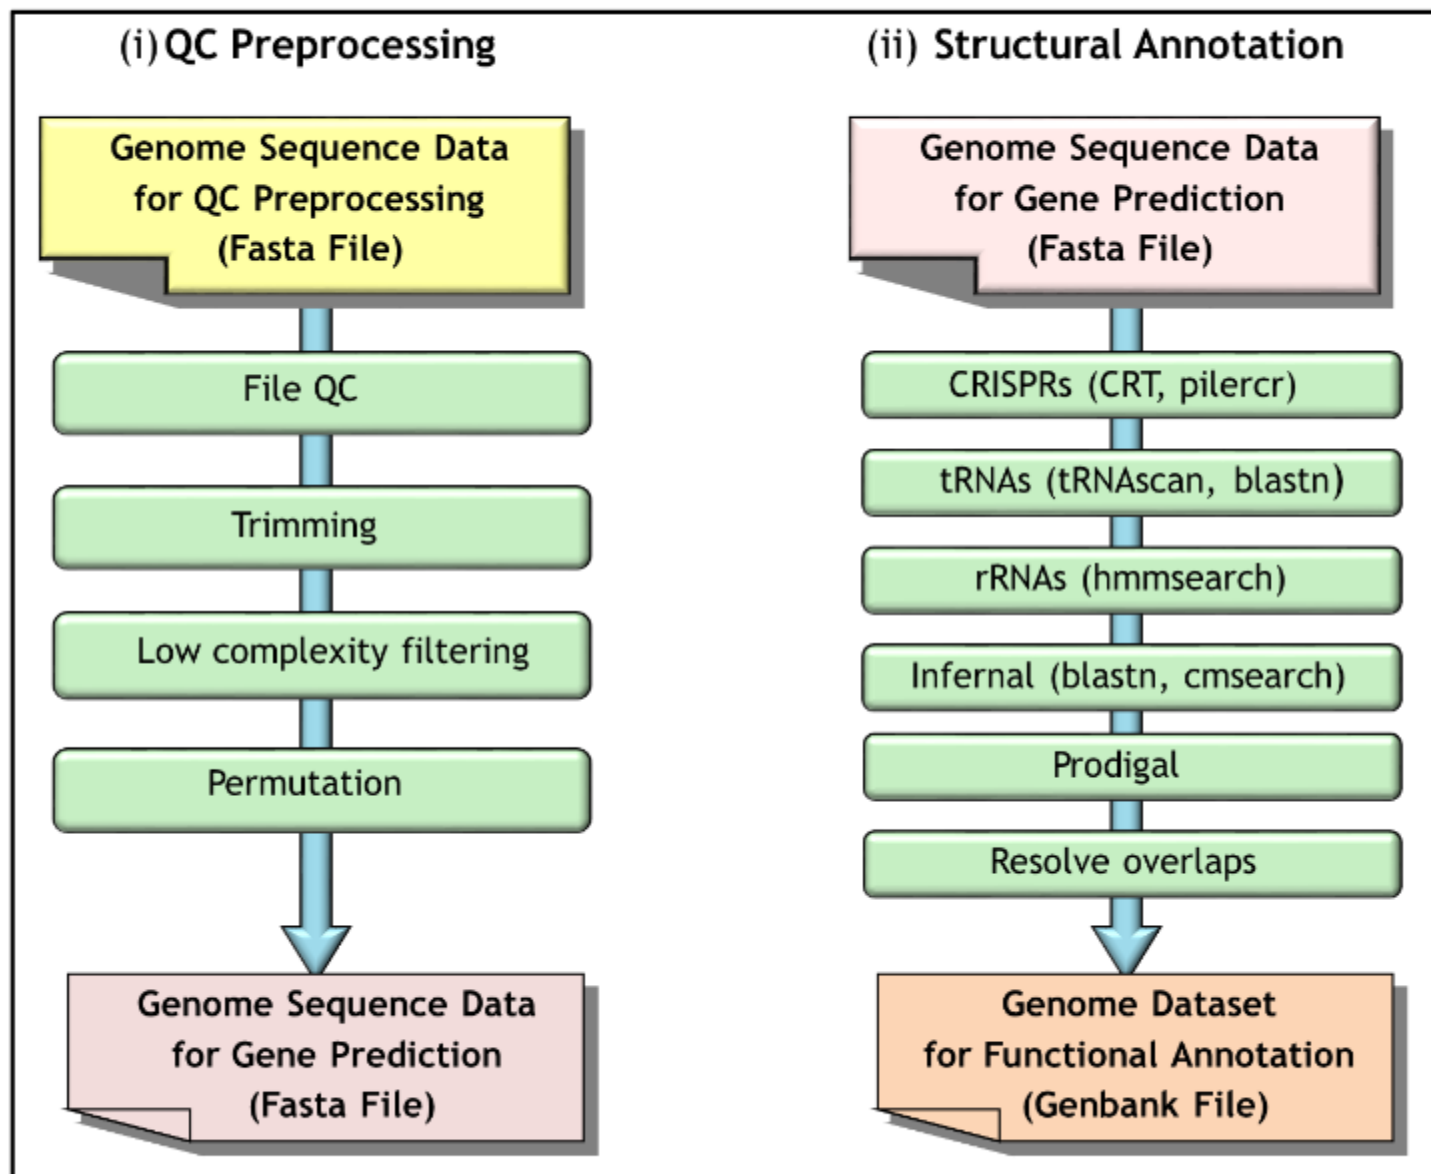 (i) QC Preprocessing
Genome Sequence Data
for QC Preprocessing
(Fasta File)
File QC
Trimming
Low complexity filtering
Permutation
Genome Sequence Data
for Gene Prediction
(Fasta File)
(ii) Structural Annotation
Genome Sequence Data
for Gene Prediction
(Fasta File)
CRISPRs (CRT, pilercr)
tRNAs (tRNAscan, blastn)
rRNAs (hmmsearch)
Infernal (blastn, cmsearch)
Prodigal
Resolve overlaps
Genome Dataset
for Functional Annotation
(Genbank File)